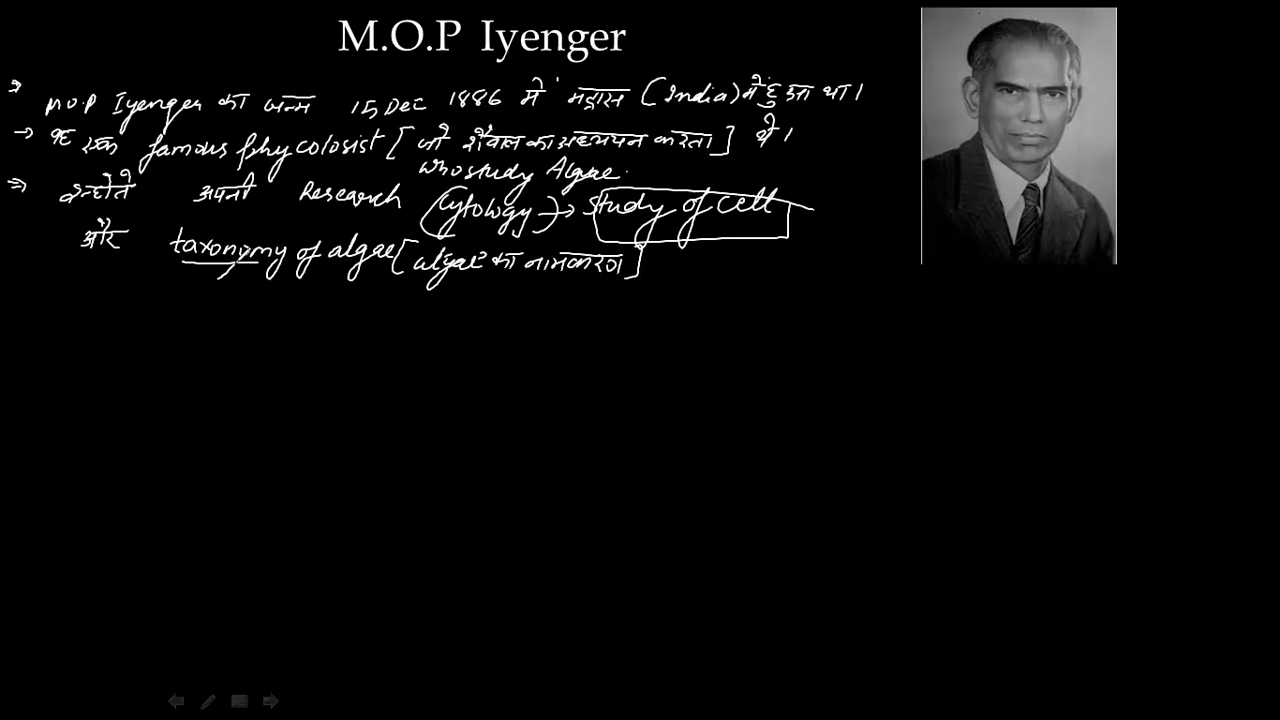 M.O.P Iyenger
→ M.O.P Iyenger का जन्म 15 Dec 1886 में मद्रास (India) में हुआ था।
→ यह एक famous phycolosist [जो शैवाल का अध्ययन करता] थे।
who study Algae.
⇒ इन्होंने अपनी Research (Cytology) → Study of cell
और taxonomy of algae [algae का नामकरण]